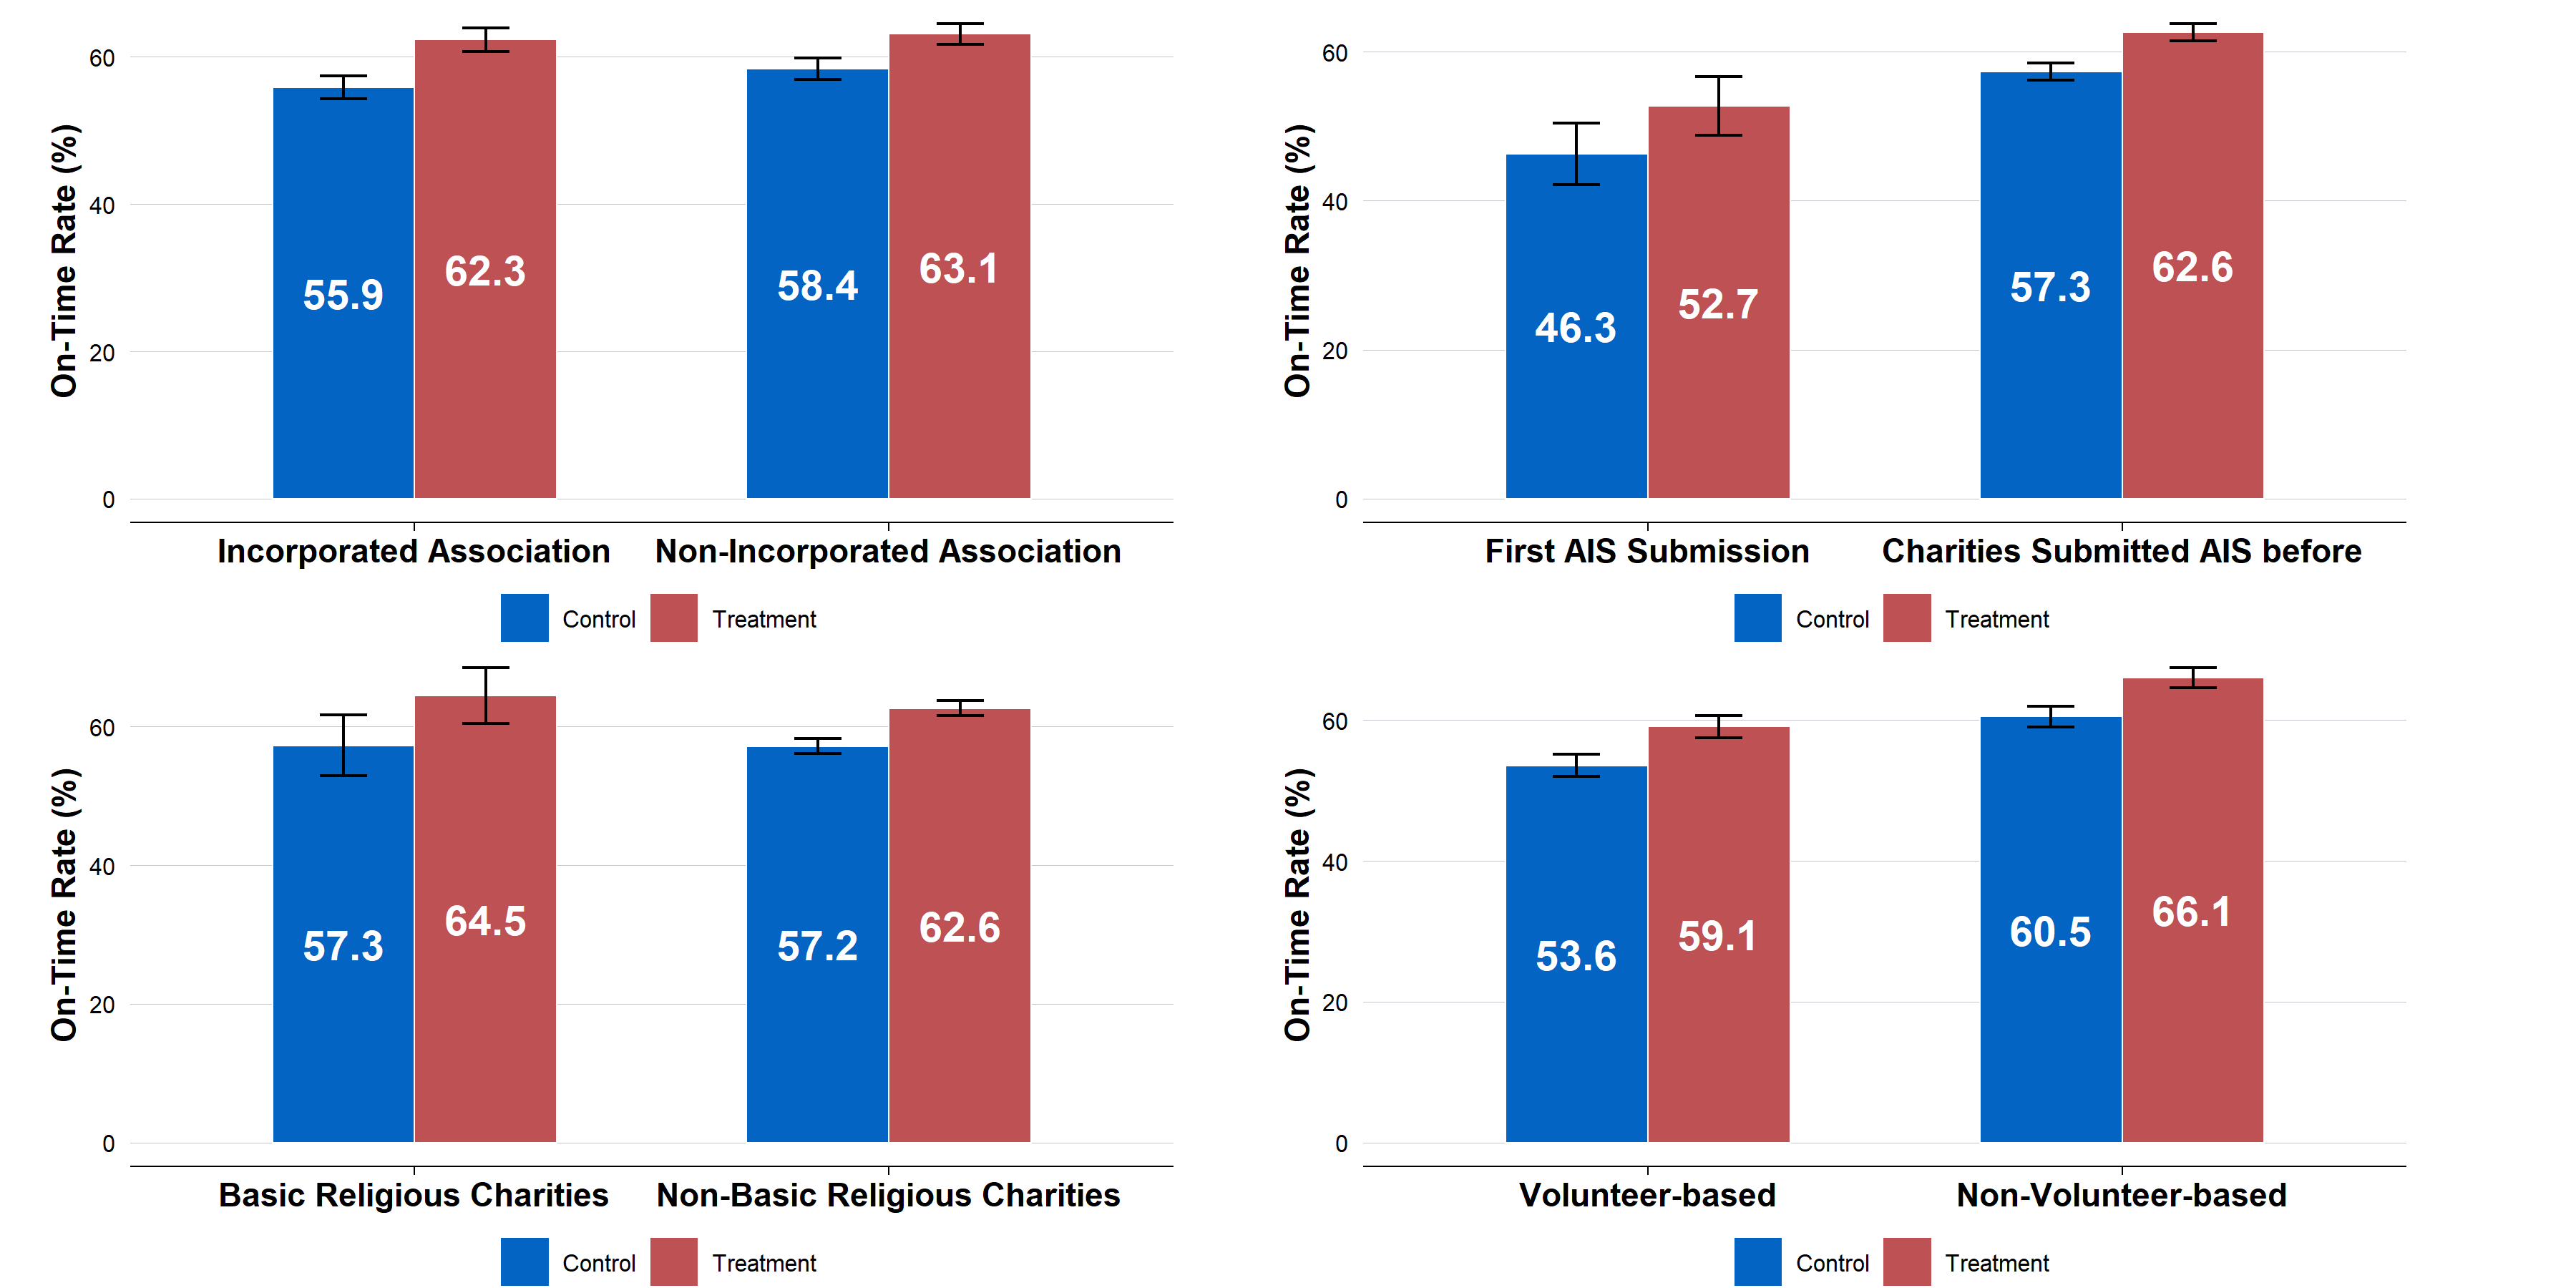 On-Time Rate (%)
60
40
20
0
55.9
62.3
58.4
63.1
Incorporated Association
Non-Incorporated Association
Control
Treatment
On-Time Rate (%)
60
40
20
0
46.3
52.7
57.3
62.6
First AIS Submission
Charities Submitted AIS before
Control
Treatment
On-Time Rate (%)
60
40
20
0
57.3
64.5
57.2
62.6
Basic Religious Charities
Non-Basic Religious Charities
Control
Treatment
On-Time Rate (%)
60
40
20
0
53.6
59.1
60.5
66.1
Volunteer-based
Non-Volunteer-based
Control
Treatment